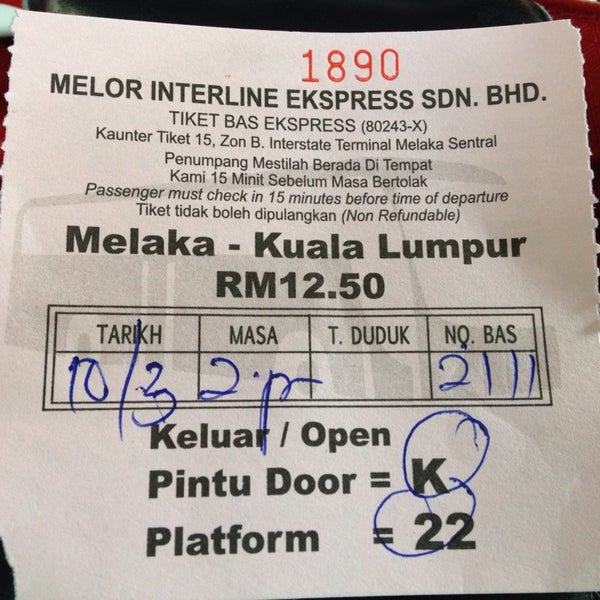 1890
MELOR INTERLINE EKSPRESS SDN. BHD.
TIKET BAS EKSPRESS (80243-X)
Kaunter Tiket 15, Zon B. Interstate Terminal Melaka Sentral
Penumpang Mestilah Berada Di Tempat
Kami 15 Minit Sebelum Masa Bertolak
Passenger must check in 15 minutes before time of departure
Tiket tidak boleh dipulangkan (Non Refundable)
Melaka - Kuala Lumpur
RM12.50
TARIKH MASA T. DUDUK NO. BAS
10/3 2.p 2111
Keluar / Open
Pintu Door = K
Platform = 22